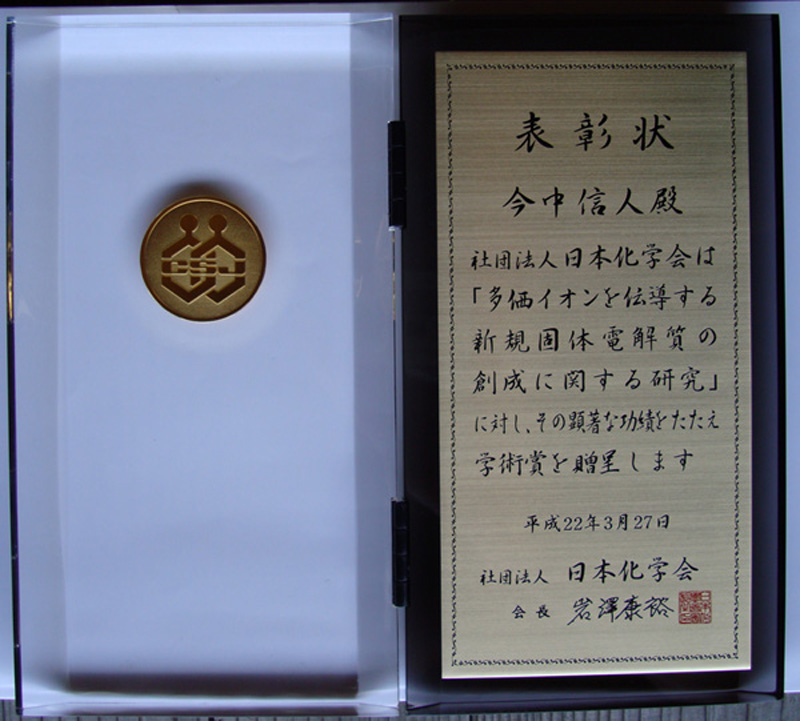 CSJ
表彰状
今中信人殿
社団法人日本化学会は
「多価イオンを伝導する
新規固体電解質の
創成に関する研究」
に対し、その顕著な功績をたたえ
学術賞を贈呈します
平成22年3月27日
社団法人 日本化学会
会長 岩澤康裕